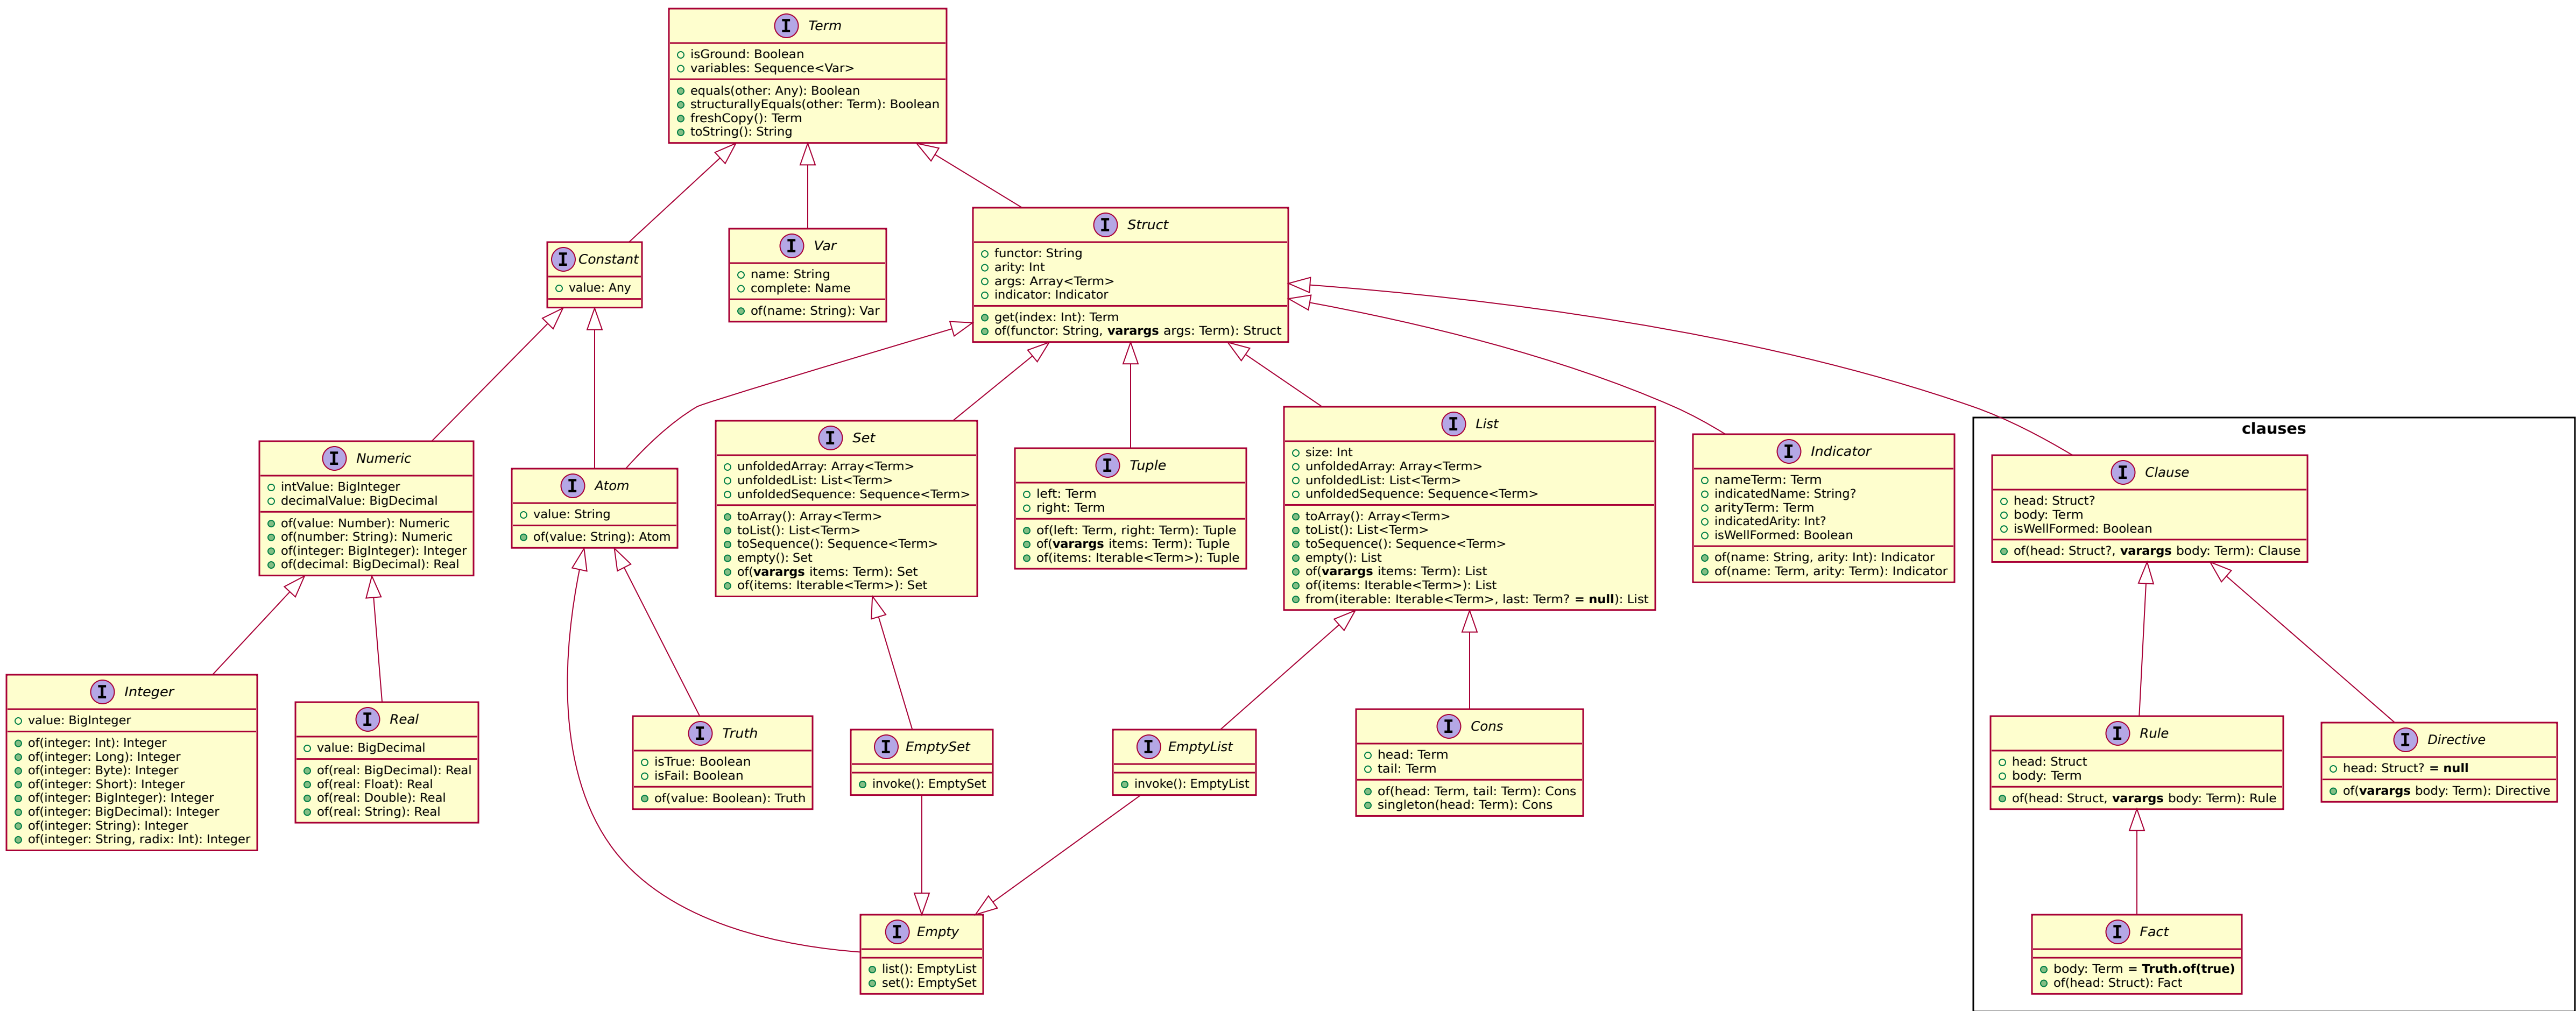 I Term
isGround: Boolean
variables: Sequence<Var>
equals(other: Any): Boolean
structurallyEquals(other: Term): Boolean
freshCopy(): Term
toString(): String
I Constant
value: Any
I Var
name: String
complete: Name
of(name: String): Var
I Struct
functor: String
arity: Int
args: Array<Term>
indicator: Indicator
get(index: Int): Term
of(functor: String, varargs args: Term): Struct
I Numeric
intValue: BigInteger
decimalValue: BigDecimal
of(value: Number): Numeric
of(number: String): Numeric
of(integer: BigInteger): Integer
of(decimal: BigDecimal): Real
I Atom
value: String
of(value: String): Atom
I Set
unfoldedArray: Array<Term>
unfoldedList: List<Term>
unfoldedSequence: Sequence<Term>
toArray(): Array<Term>
toList(): List<Term>
toSequence(): Sequence<Term>
empty(): Set
of(varargs items: Term): Set
of(items: Iterable<Term>): Set
I Tuple
left: Term
right: Term
of(left: Term, right: Term): Tuple
of(varargs items: Term): Tuple
of(items: Iterable<Term>): Tuple
I List
size: Int
unfoldedArray: Array<Term>
unfoldedList: List<Term>
unfoldedSequence: Sequence<Term>
toArray(): Array<Term>
toList(): List<Term>
toSequence(): Sequence<Term>
empty(): List
of(varargs items: Term): List
of(items: Iterable<Term>): List
from(iterable: Iterable<Term>, last: Term? = null): List
I Indicator
nameTerm: Term
indicatedName: String?
arityTerm: Term
indicatedArity: Int?
isWellFormed: Boolean
of(name: String, arity: Int): Indicator
of(name: Term, arity: Term): Indicator
clauses
I Clause
head: Struct?
body: Term
isWellFormed: Boolean
of(head: Struct?, varargs body: Term): Clause
I Integer
value: BigInteger
of(integer: Int): Integer
of(integer: Long): Integer
of(integer: Byte): Integer
of(integer: Short): Integer
of(integer: BigInteger): Integer
of(integer: BigDecimal): Integer
of(integer: String): Integer
of(integer: String, radix: Int): Integer
I Real
value: BigDecimal
of(real: BigDecimal): Real
of(real: Float): Real
of(real: Double): Real
of(real: String): Real
I Truth
isTrue: Boolean
isFail: Boolean
of(value: Boolean): Truth
I EmptySet
invoke(): EmptySet
I EmptyList
invoke(): EmptyList
I Cons
head: Term
tail: Term
of(head: Term, tail: Term): Cons
singleton(head: Term): Cons
I Rule
head: Struct
body: Term
of(head: Struct, varargs body: Term): Rule
I Directive
head: Struct? = null
of(varargs body: Term): Directive
I Empty
list(): EmptyList
set(): EmptySet
I Fact
body: Term = Truth.of(true)
of(head: Struct): Fact